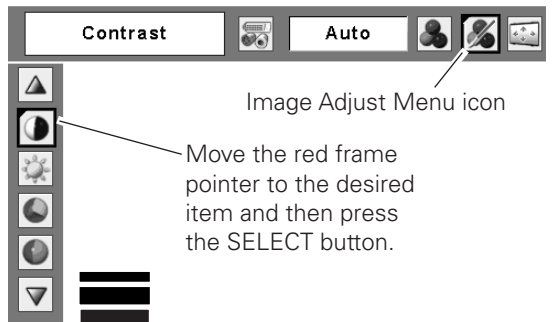 Contrast
Auto
Image Adjust Menu icon
Move the red frame
pointer to the desired
item and then press
the SELECT button.